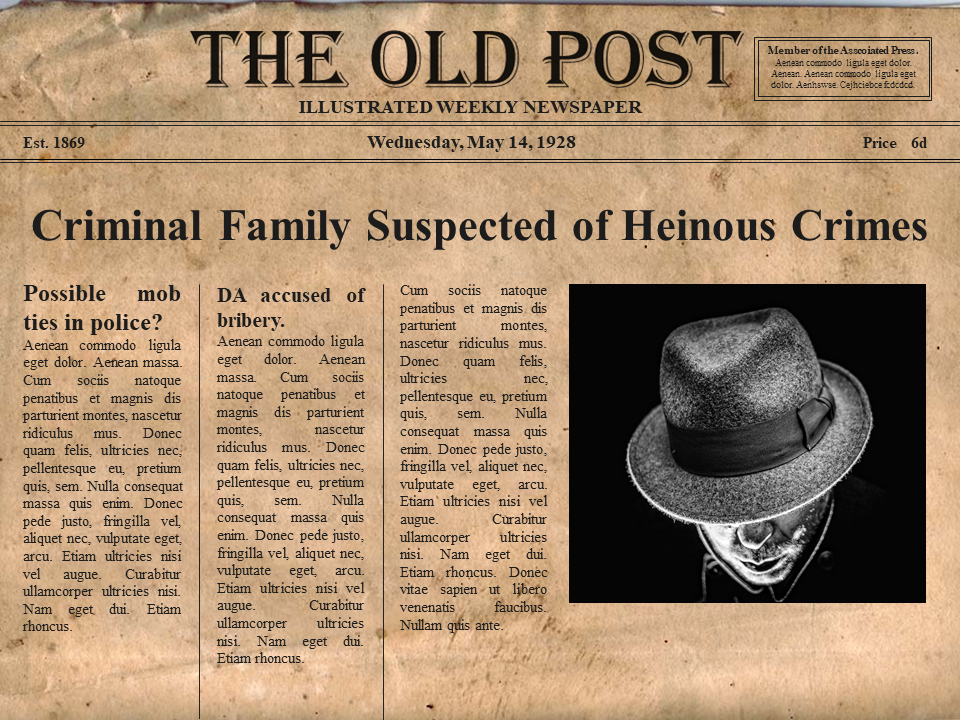 THE OLD POST
ILLUSTRATED WEEKLY NEWSPAPER
Member of the Asscoiated Press.
Aenean commodo ligula eget dolor.
Aenean. Aenean commodo ligula eget
dolor. Aenhswse. Cejhciebce fcdcdcd.
Est. 1869
Wednesday, May 14, 1928
Price 6d
Criminal Family Suspected of Heinous Crimes
Possible mob
ties in police?
Aenean commodo ligula
eget dolor. Aenean massa.
Cum sociis natoque
penatibus et magnis dis
parturient montes, nascetur
ridiculus mus. Donec
quam felis, ultricies nec,
pellentesque eu, pretium
quis, sem. Nulla consequat
massa quis enim. Donec
pede justo, fringilla vel,
aliquet nec, vulputate eget,
arcu. Etiam ultricies nisi
vel augue. Curabitur
ullamcorper ultricies nisi.
Nam eget dui. Etiam
rhoncus.
DA accused of
bribery.
Aenean commodo ligula
eget dolor. Aenean
massa. Cum sociis
natoque penatibus et
magnis dis parturient
montes, nascetur
ridiculus mus. Donec
quam felis, ultricies nec,
pellentesque eu, pretium
quis, sem. Nulla
consequat massa quis
enim. Donec pede justo,
fringilla vel, aliquet nec,
vulputate eget, arcu.
Etiam ultricies nisi vel
augue. Curabitur
ullamcorper ultricies
nisi. Nam eget dui.
Etiam rhoncus.
Cum sociis natoque
penatibus et magnis dis
parturient montes,
nascetur ridiculus mus.
Donec quam felis,
ultricies nec,
pellentesque eu, pretium
quis, sem. Nulla
consequat massa quis
enim. Donec pede justo,
fringilla vel, aliquet nec,
vulputate eget, arcu.
Etiam ultricies nisi vel
augue. Curabitur
ullamcorper ultricies
nisi. Nam eget dui.
Etiam rhoncus. Donec
vitae sapien ut libero
venenatis faucibus.
Nullam quis ante.